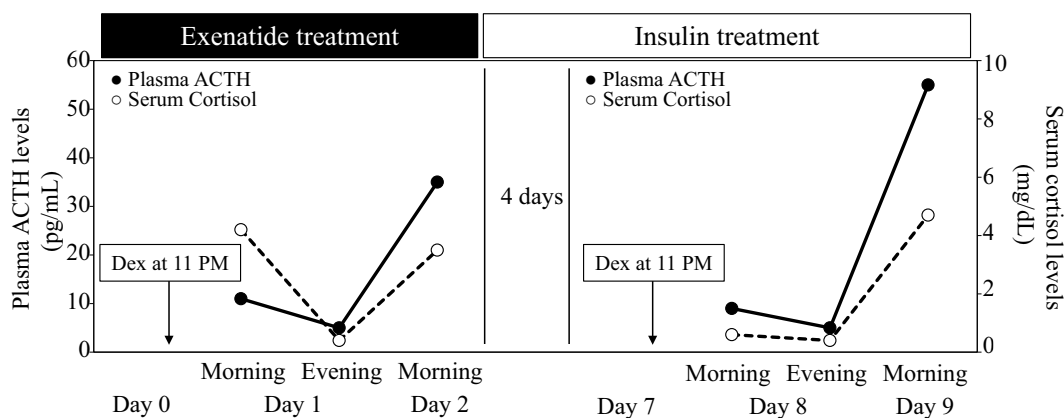 Exenatide treatment
Insulin treatment
Plasma ACTH levels
(pg/mL)
60
50
40
30
20
10
0
Plasma ACTH
Serum Cortisol
Dex at 11 PM
4 days
Plasma ACTH
Serum Cortisol
Dex at 11 PM
10
8
6
4
2
0
Serum cortisol levels
(mg/dL)
Morning Evening Morning
Morning Evening Morning
Day 0 Day 1 Day 2 Day 7 Day 8 Day 9